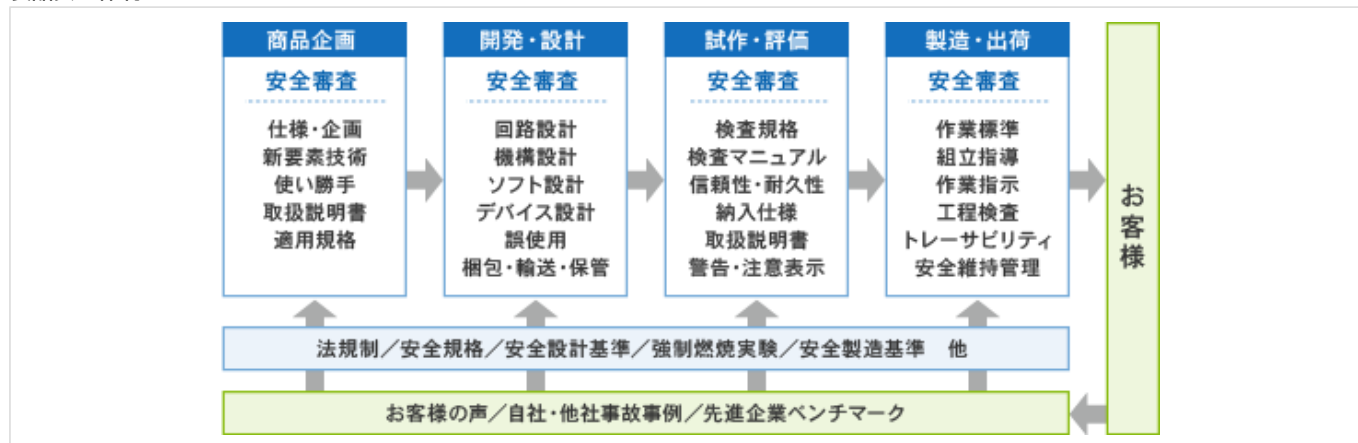 商品企画
安全審査
仕様・企画
新要素技術
使い勝手
取扱説明書
適用規格
開発・設計
安全審査
回路設計
機構設計
ソフト設計
デバイス設計
誤使用
梱包・輸送・保管
試作・評価
安全審査
検査規格
検査マニュアル
信頼性・耐久性
納入仕様
取扱説明書
警告・注意表示
製造・出荷
安全審査
作業標準
組立指導
作業指示
工程検査
トレーサビリティ
安全維持管理
お客様
法規制／安全規格／安全設計基準／強制燃焼実験／安全製造基準　他
お客様の声／自社・他社事故事例／先進企業ベンチマーク